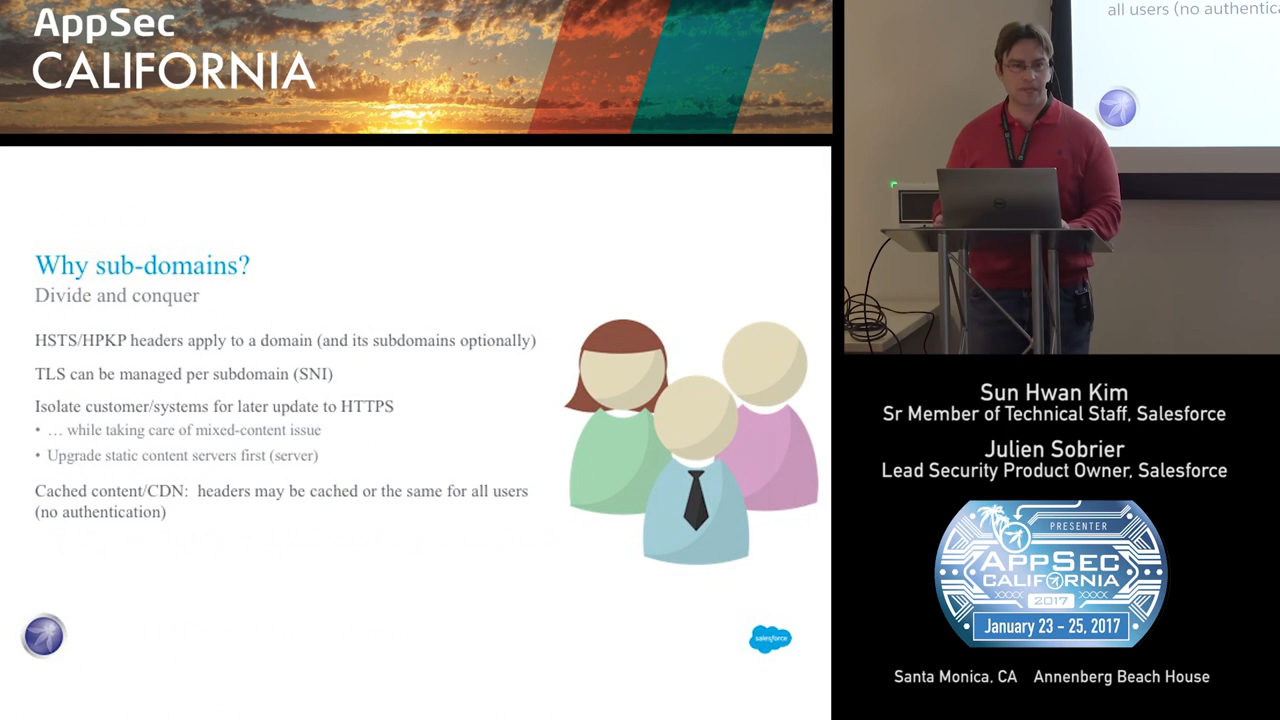 AppSec
CALIFORNIA
Why sub-domains?
Divide and conquer
HSTS/HPKP headers apply to a domain (and its subdomains optionally)
TLS can be managed per subdomain (SNI)
Isolate customer/systems for later update to HTTPS
• … while taking care of mixed-content issue
• Upgrade static content servers first (server)
Cached content/CDN: headers may be cached or the same for all users
(no authentication)
salesforce
all users (no authentica
Sun Hwan Kim
Sr Member of Technical Staff, Salesforce
Julien Sobrier
Lead Security Product Owner, Salesforce
PRESENTER
APPSEC
CALIFORNIA
2017
January 23 - 25, 2017
Santa Monica, CA Annenberg Beach House